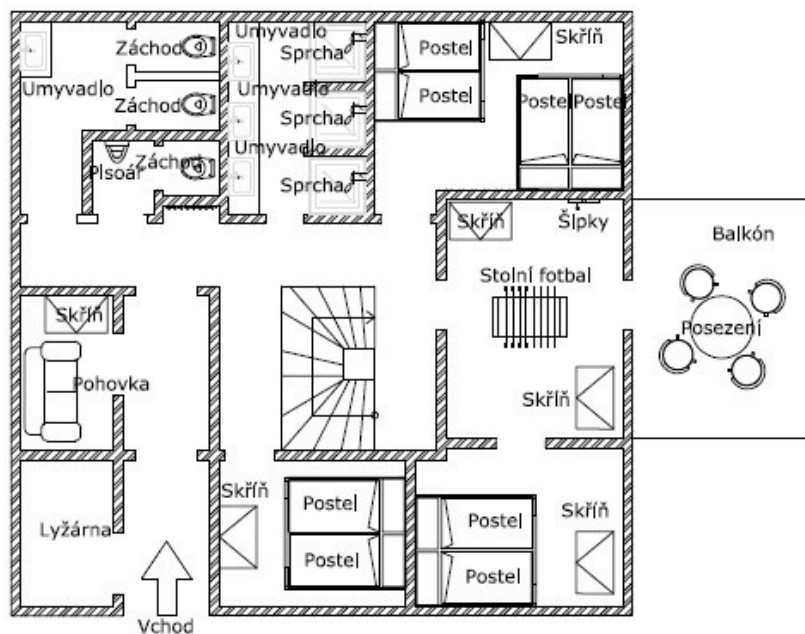 Záchod
Umyvadlo
Sprcha
Postel
Skříň
Umyvadlo
Záchod
Umyvadlo
Sprcha
Postel
Postel
Postel
Umyvadlo
Plsoár
Záchod
Sprcha
Skříň
Šlpky
Balkón
Stolní fotbal
Skříň
Posezení
Pohovka
Skříň
Skříň
Postel
Skříň
Postel
Lyžárna
Postel
Postel
Vchod